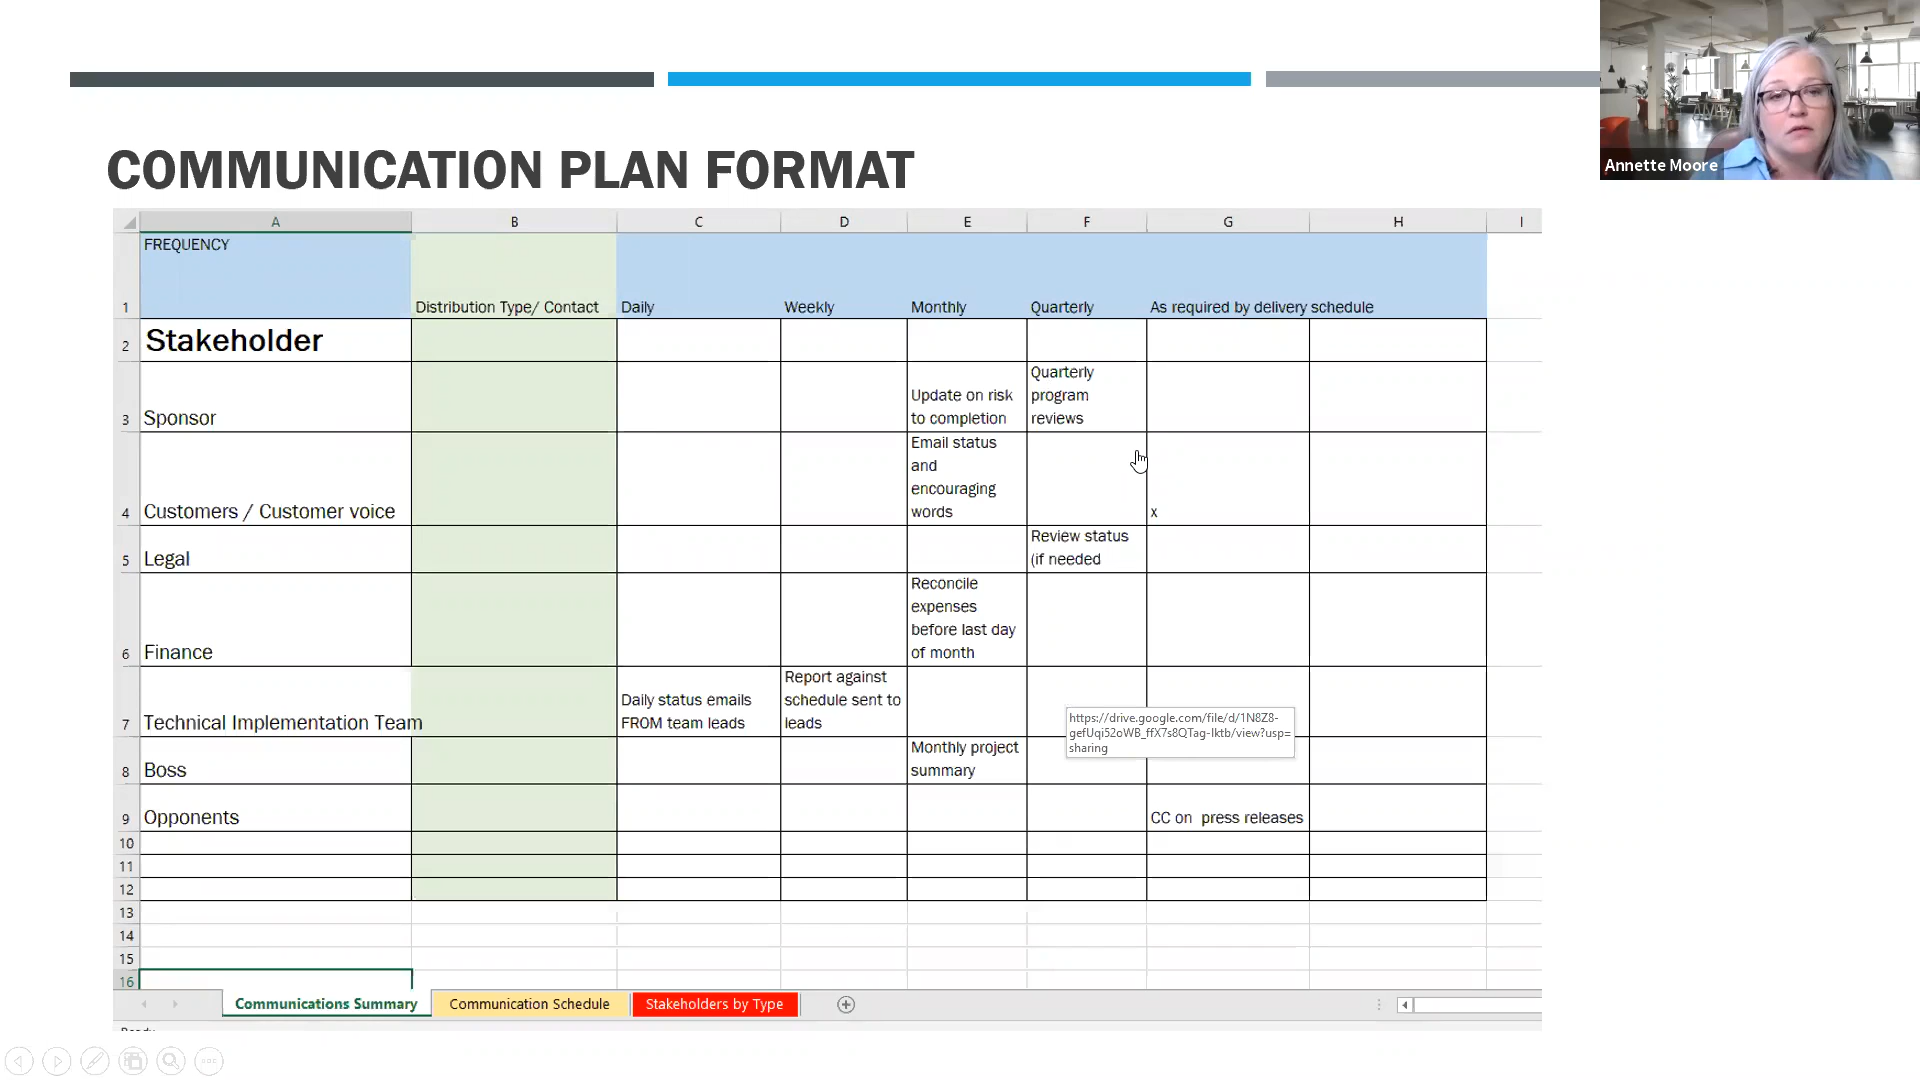 Annette Moore
COMMUNICATION PLAN FORMAT
A B C D E F G H I
FREQUENCY
1 Distribution Type/ Contact Daily Weekly Monthly Quarterly As required by delivery schedule
2 Stakeholder
Quarterly
Update on risk program
3 Sponsor to completion reviews
Email status
and
encouraging
4 Customers / Customer voice words x
Review status
5 Legal (if needed
Reconcile
expenses
before last day
6 Finance of month
Report against
Daily status emails schedule sent to
7 Technical Implementation Team FROM team leads leads
https://drive.google.com/file/d/1N8Z8-
gefUqi52oWB_ffX7s8QTag-lktb/view?usp=
sharing
Monthly project
8 Boss summary
9 Opponents CC on press releases
10
11
12
13
14
15
16
Communications Summary Communication Schedule Stakeholders by Type